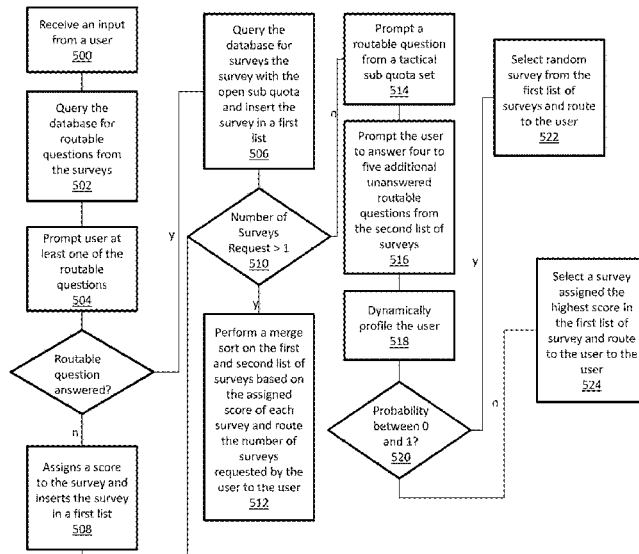 Receive an input
from a user
500
Query the
database for
routable
questions from
the surveys
502
Prompt user at
least one of the
routable
questions
504
Routable
question
answered?
y
n
Assigns a score
to the survey and
inserts the survey
in a first list
508
Query the
database for
surveys the
survey with the
open sub quota
and insert the
survey in a first
list
506
Number of
Surveys
Request > 1
510
n
y
Perform a merge
sort on the first
and second list of
surveys based on
the assigned
score of each
survey and route
the number of
surveys
requested by the
user to the user
512
Prompt a
routable question
from a tactical
sub quota set
514
Prompt the user
to answer four to
five additional
unanswered
routable
questions from
the second list of
surveys
516
Dynamically
profile the user
518
Probability
between 0
and 1?
520
y
n
Select random
survey from the
first list of
surveys and route
to the user
522
Select a survey
assigned the
highest score in
the first list of
survey and route
to the user to the
user
524